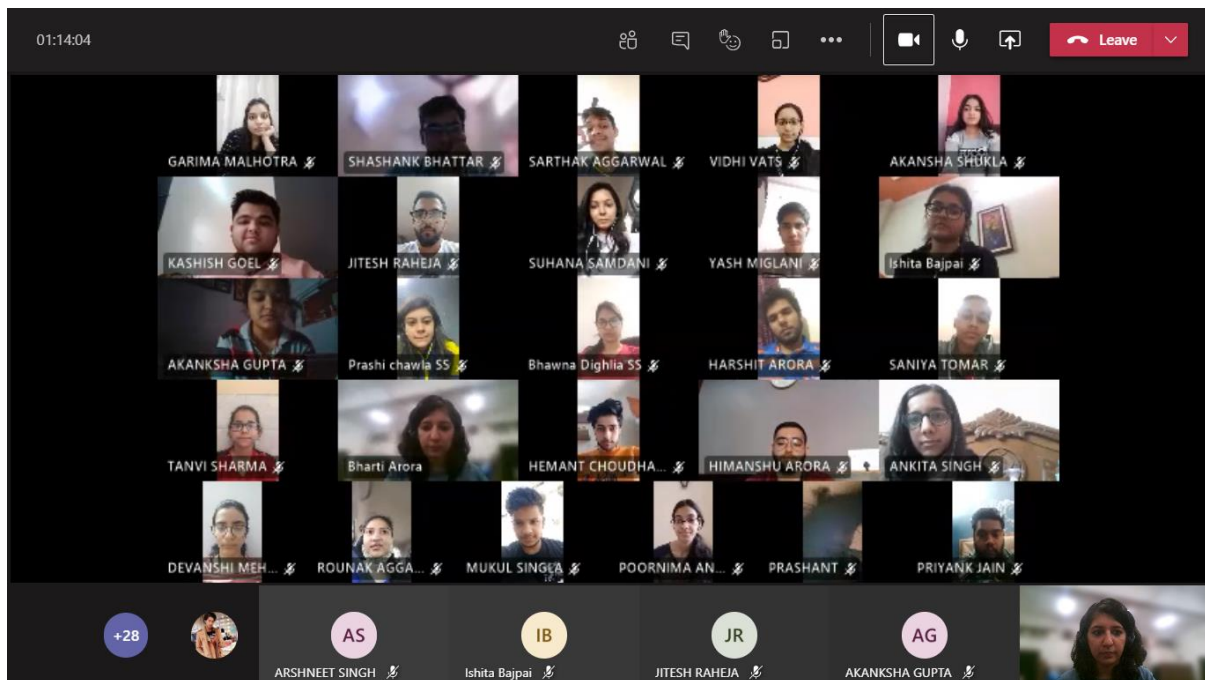 01:14:04
Leave
GARIMA MALHOTRA
SHASHANK BHATTAR
SARTHAK AGGARWAL
VIDHI VATS
AKANSHA SHUKLA
KASHISH GOEL
JITESH RAHEJA
SUHANA SAMDANI
YASH MIGLANI
Ishita Bajpai
AKANKSHA GUPTA
Prashi chawla SS
Bhawna Dighlia SS
HARSHIT ARORA
SANIYA TOMAR
TANVI SHARMA
Bharti Arora
HEMANT CHOUDHA...
HIMANSHU ARORA
ANKITA SINGH
DEVANSHI MEH...
ROUNAK AGGA...
MUKUL SINGLA
POORNIMA AN...
PRASHANT
PRIYANK JAIN
+28
AS
ARSHNEET SINGH
IB
Ishita Bajpai
JR
JITESH RAHEJA
AG
AKANKSHA GUPTA